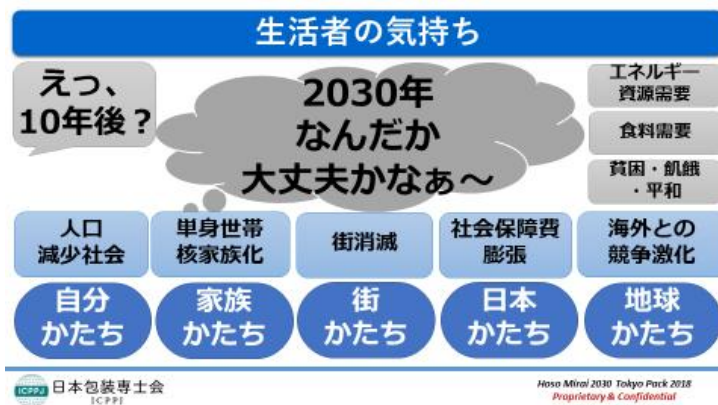 生活者の気持ち
えっ、
10年後？
2030年
なんだか
大丈夫かなぁ～
エネルギー
資源需要
食料需要
貧困・飢餓
・平和
人口
減少社会
単身世帯
核家族化
街消滅
社会保障費
膨張
海外との
競争激化
自分
かたち
家族
かたち
街
かたち
日本
かたち
地球
かたち
ICPPJ
日本包装専士会
ICPPJ
Hoso Mirai 2030 Tokyo Pack 2018
Proprietary & Confidential